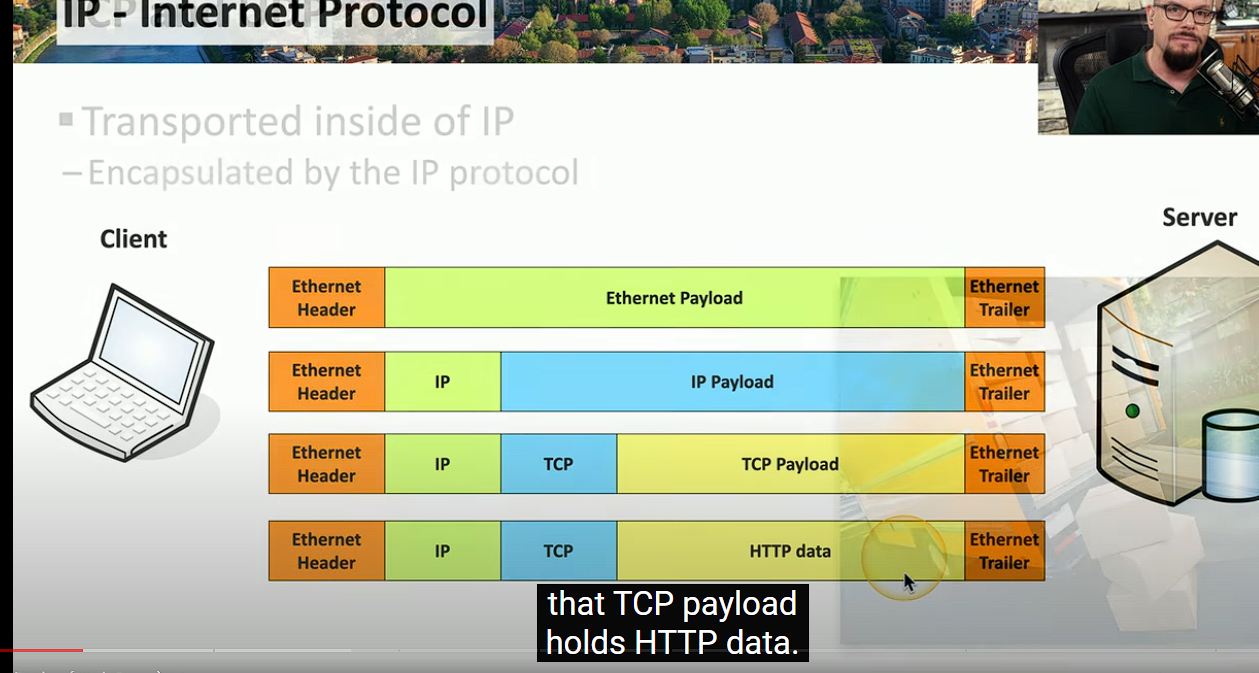 IP - Internet Protocol
▪ Transported inside of IP
– Encapsulated by the IP protocol
Client
Server
Ethernet Header
Ethernet Payload
Ethernet Trailer
Ethernet Header
IP
IP Payload
Ethernet Trailer
Ethernet Header
IP
TCP
TCP Payload
Ethernet Trailer
Ethernet Header
IP
TCP
HTTP data
Ethernet Trailer
that TCP payload
holds HTTP data.